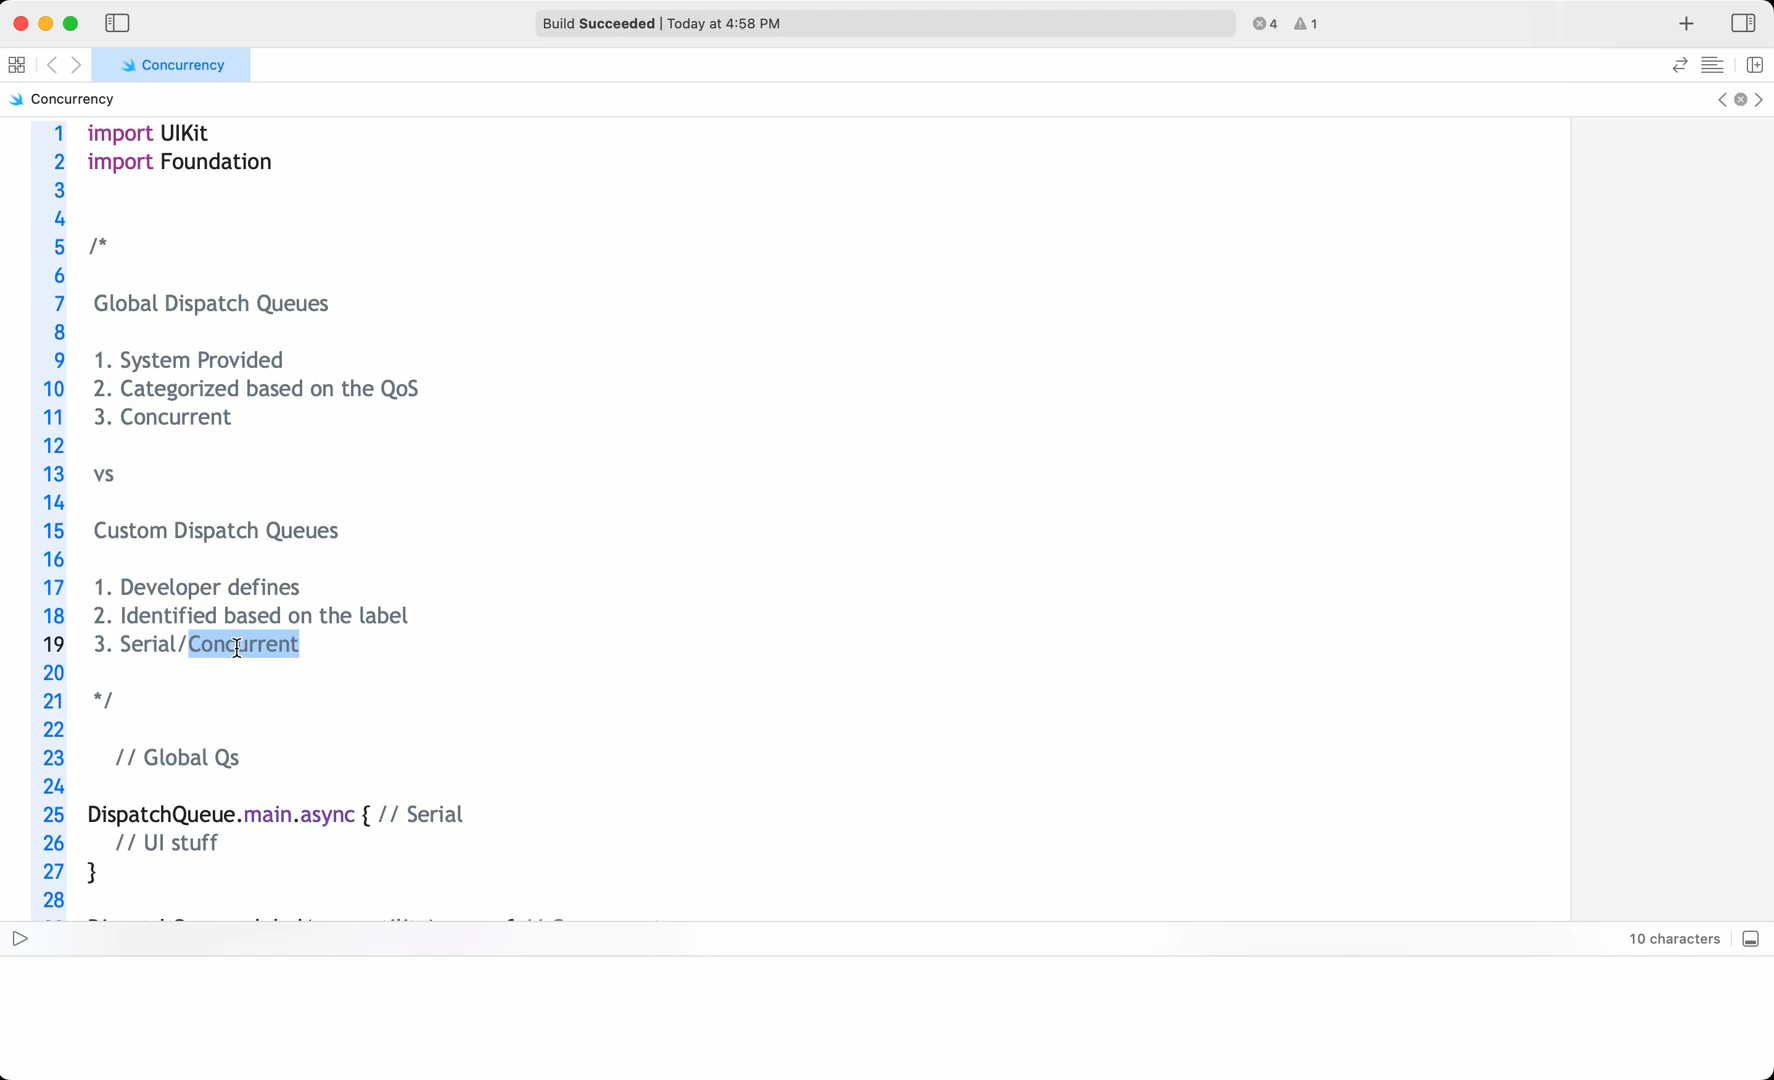 Build Succeeded | Today at 4:58 PM
4
1
Concurrency
Concurrency
1 import UIKit
2 import Foundation
3
4
5 /*
6
7 Global Dispatch Queues
8
9 1. System Provided
10 2. Categorized based on the QoS
11 3. Concurrent
12
13 vs
14
15 Custom Dispatch Queues
16
17 1. Developer defines
18 2. Identified based on the label
19 3. Serial/Concurrent
20
21 */
22
23 // Global Qs
24
25 DispatchQueue.main.async { // Serial
26 // UI stuff
27 }
28
10 characters